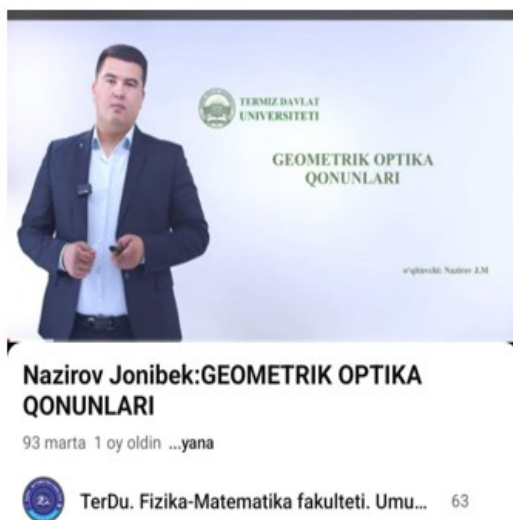 TERMIZ DAVLAT
UNIVERSITETI
GEOMETRIK OPTIKA
QONUNLARI
o'qituvchi: Nazirov J.M
Nazirov Jonibek:GEOMETRIK OPTIKA
QONUNLARI
93 marta 1 oy oldin ...yana
TerDu. Fizika-Matematika fakulteti. Umu... 63